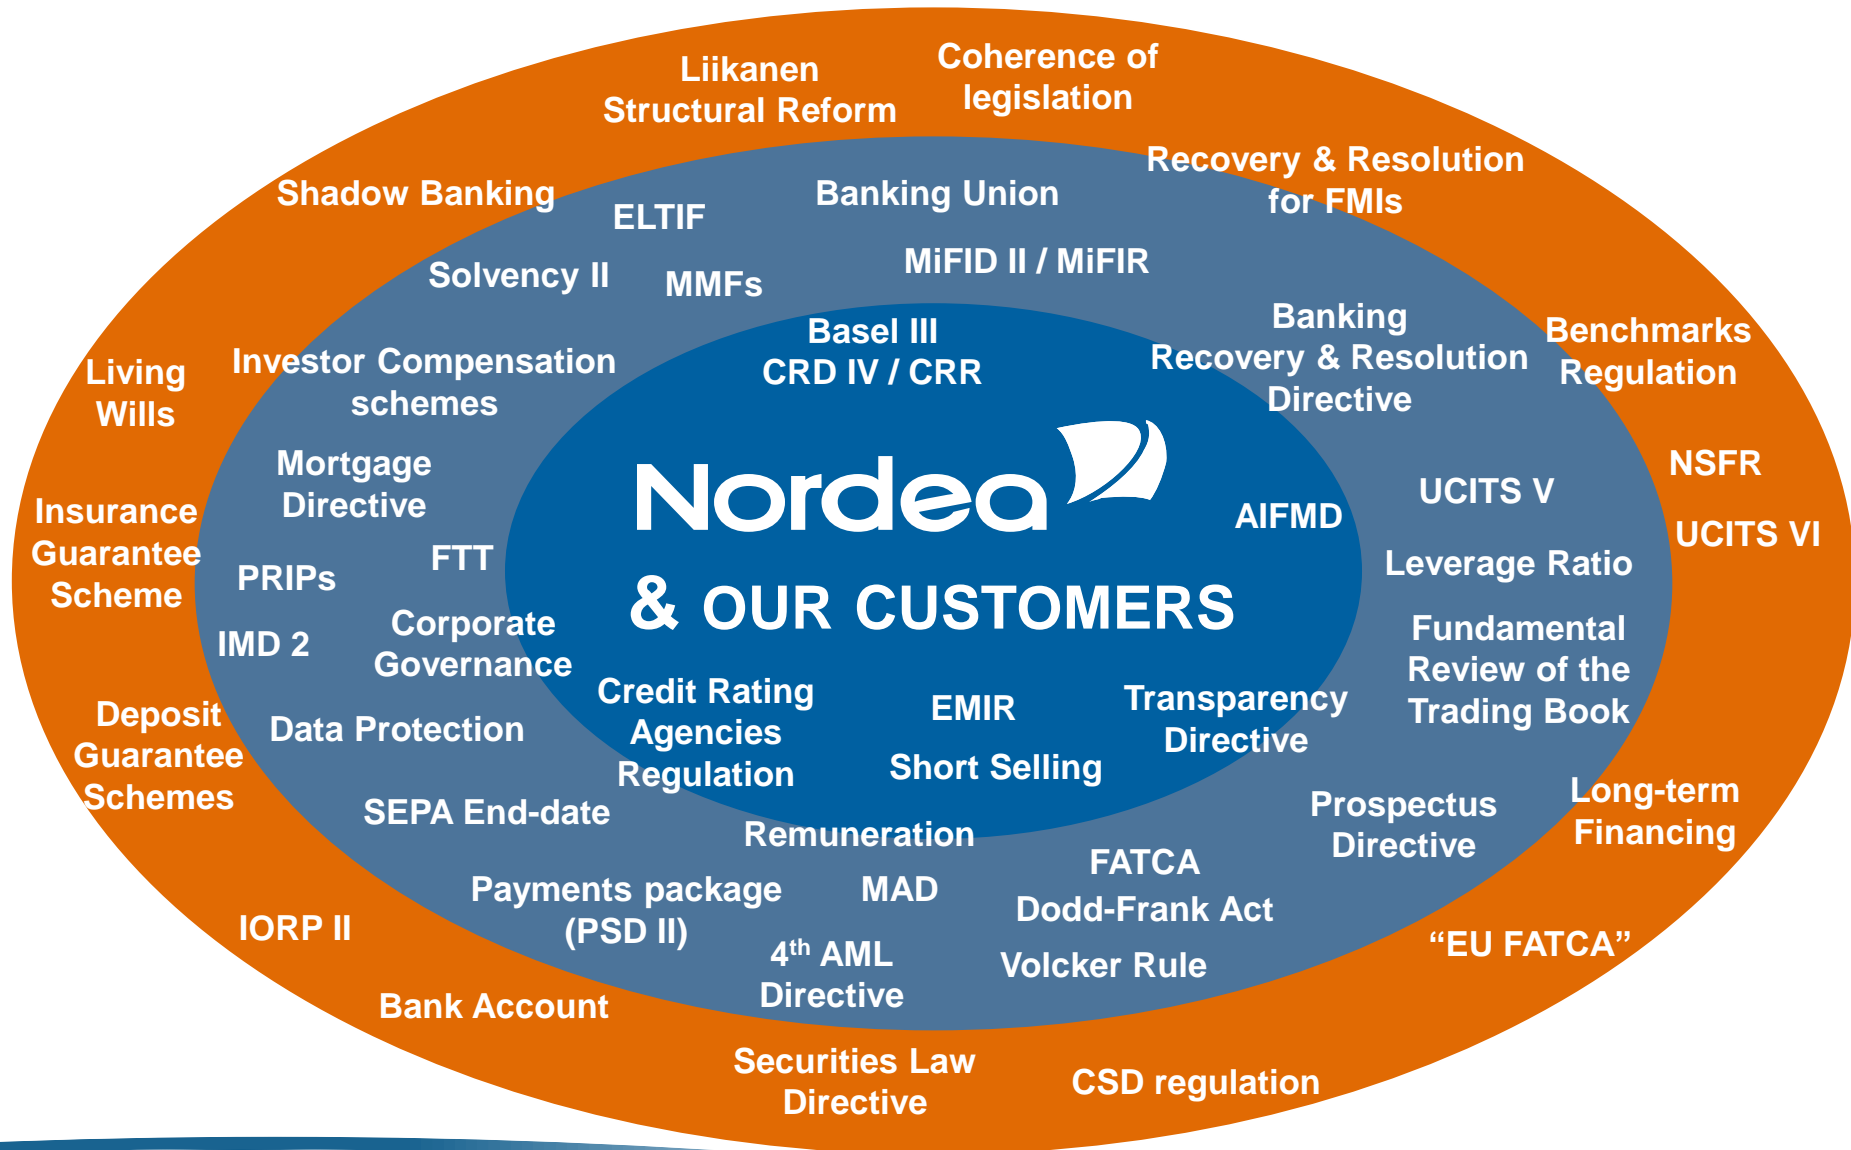 Liikanen
Structural Reform
Coherence of
legislation
Recovery & Resolution
for FMIs
Shadow Banking
ELTIF
Banking Union
Solvency II
MMFs
MiFID II / MiFIR
Banking
Recovery & Resolution
Directive
Benchmarks
Regulation
Living
Wills
Investor Compensation
schemes
Basel III
CRD IV / CRR
Mortgage
Directive
Nordea
& OUR CUSTOMERS
AIFMD
UCITS V
NSFR
UCITS VI
Insurance
Guarantee
Scheme
PRIPs
FTT
Leverage Ratio
IMD 2
Corporate
Governance
Fundamental
Review of the
Trading Book
Deposit
Guarantee
Schemes
Data Protection
Credit Rating
Agencies
Regulation
EMIR
Short Selling
Transparency
Directive
SEPA End-date
Remuneration
Prospectus
Directive
Long-term
Financing
Payments package
(PSD II)
MAD
FATCA
Dodd-Frank Act
IORP II
4th AML
Directive
Volcker Rule
“EU FATCA”
Bank Account
Securities Law
Directive
CSD regulation